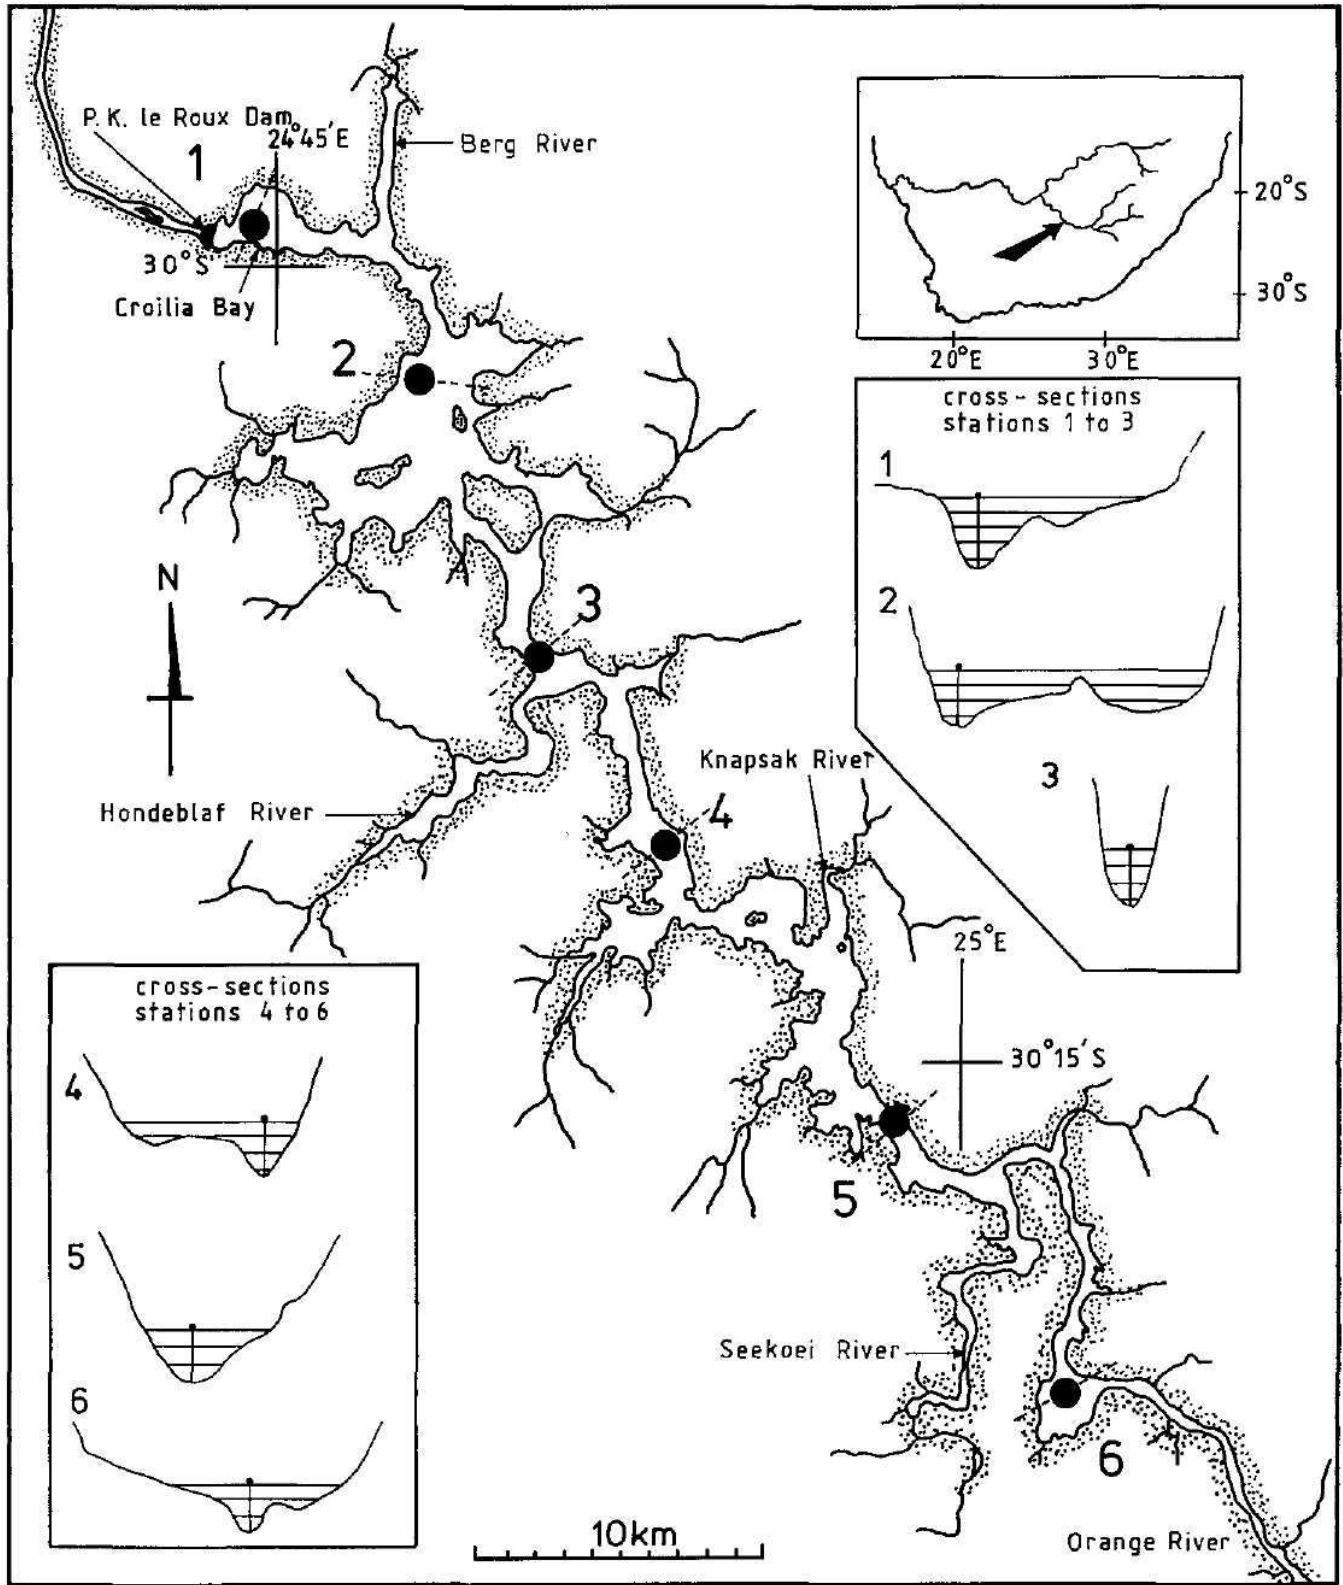 P.K. le Roux Dam
1
24°45'E
Berg River
30°S
Croilia Bay
20°S
30°S
20°E
30°E
2
cross-sections
stations 1 to 3
1
2
3
N
3
Knapsak River
4
Hondeblaf River
25°E
30°15'S
cross-sections
stations 4 to 6
4
5
6
5
Seekoei River
6
10km
Orange River